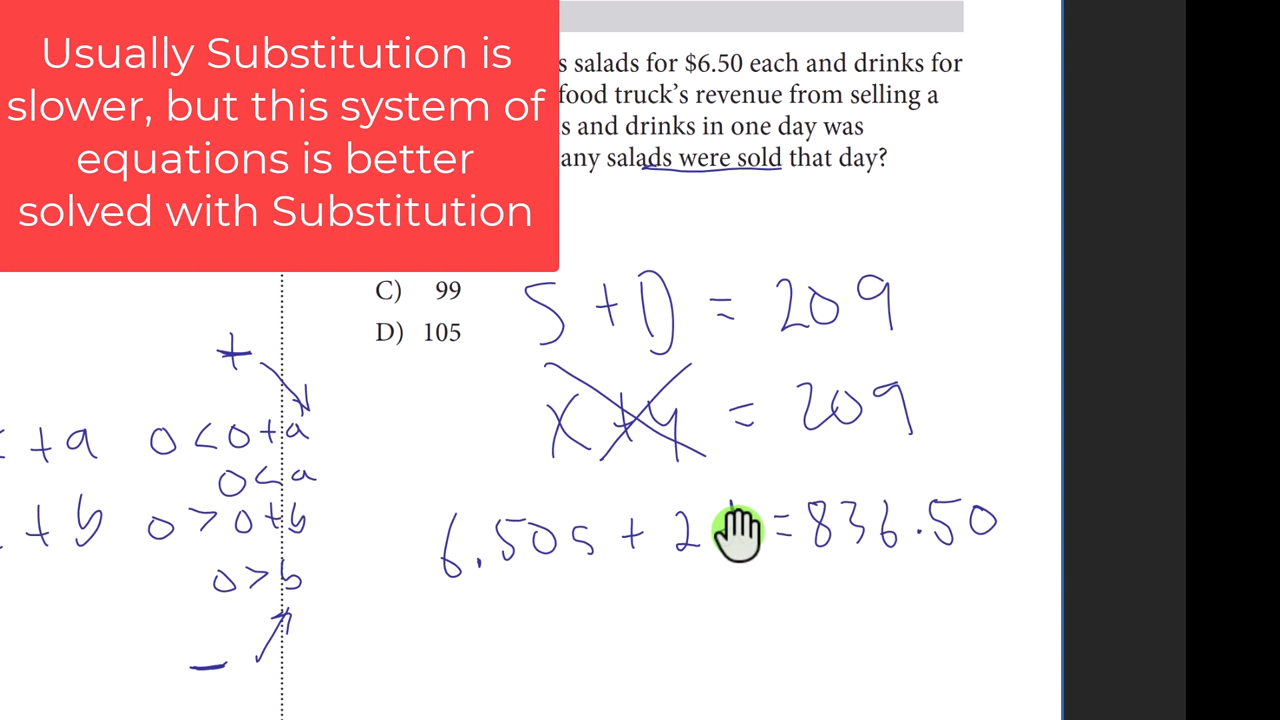 Usually Substitution is
slower, but this system of
equations is better
solved with Substitution
s salads for $6.50 each and drinks for
food truck's revenue from selling a
s and drinks in one day was
any salads were sold that day?
C) 99
D) 105
S + D = 209
x + y = 209
6.50s + 2 = 836.50
+
+ a 0 < 0 + a
0 < a
+ b 0 > 0 + b
0 > b
-